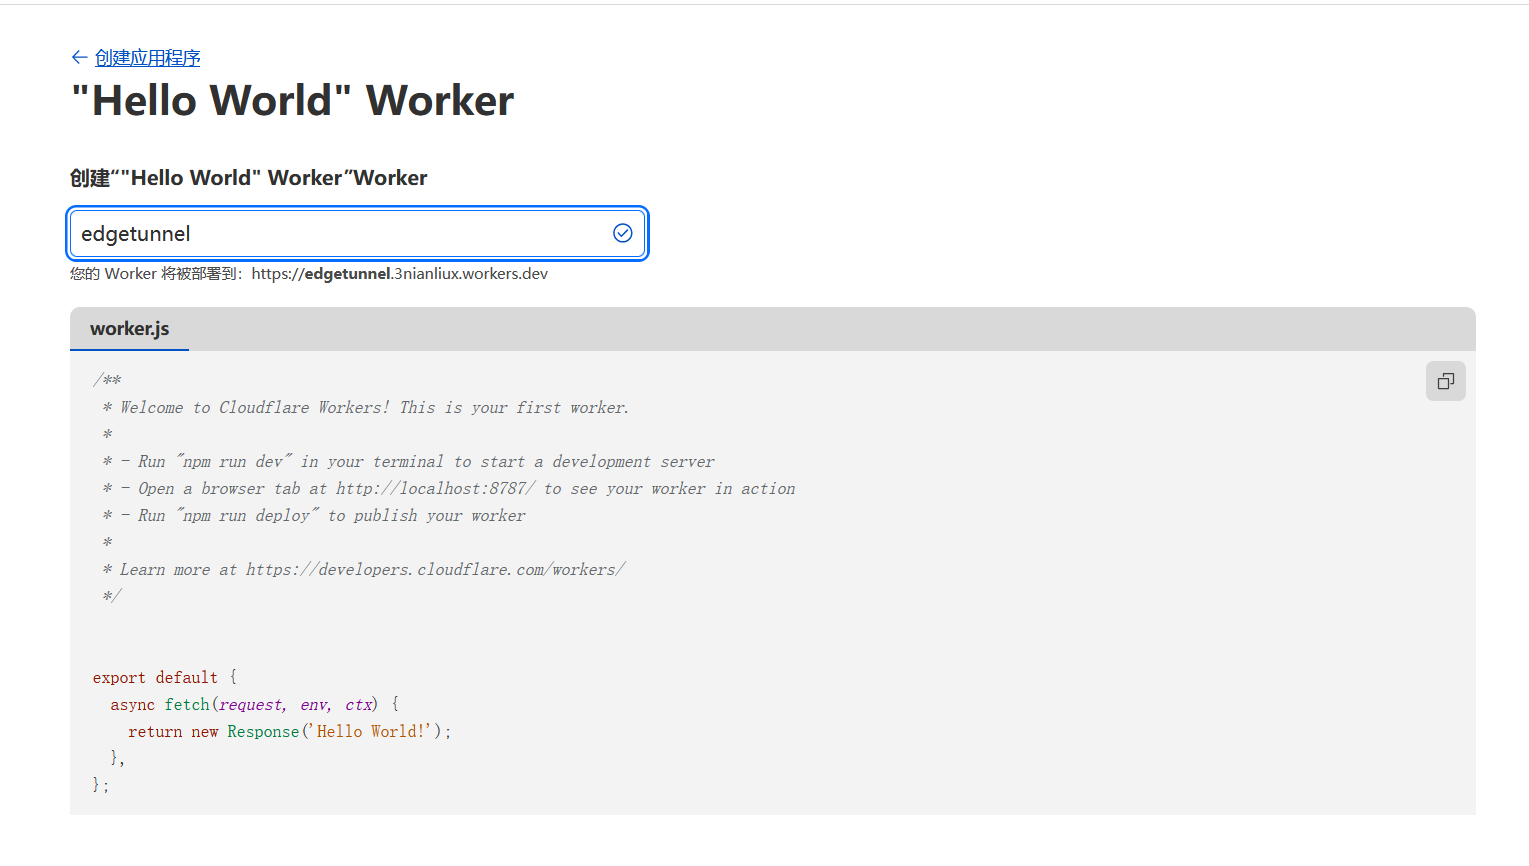 ← 创建应用程序
"Hello World" Worker
创建“"Hello World" Worker”Worker
edgetunnel
您的 Worker 将被部署到：https://edgetunnel.3nianliux.workers.dev
worker.js
/**
 * Welcome to Cloudflare Workers! This is your first worker.
 *
 * - Run "npm run dev" in your terminal to start a development server
 * - Open a browser tab at http://localhost:8787/ to see your worker in action
 * - Run "npm run deploy" to publish your worker
 *
 * Learn more at https://developers.cloudflare.com/workers/
 */
export default {
  async fetch(request, env, ctx) {
    return new Response('Hello World!');
  },
};